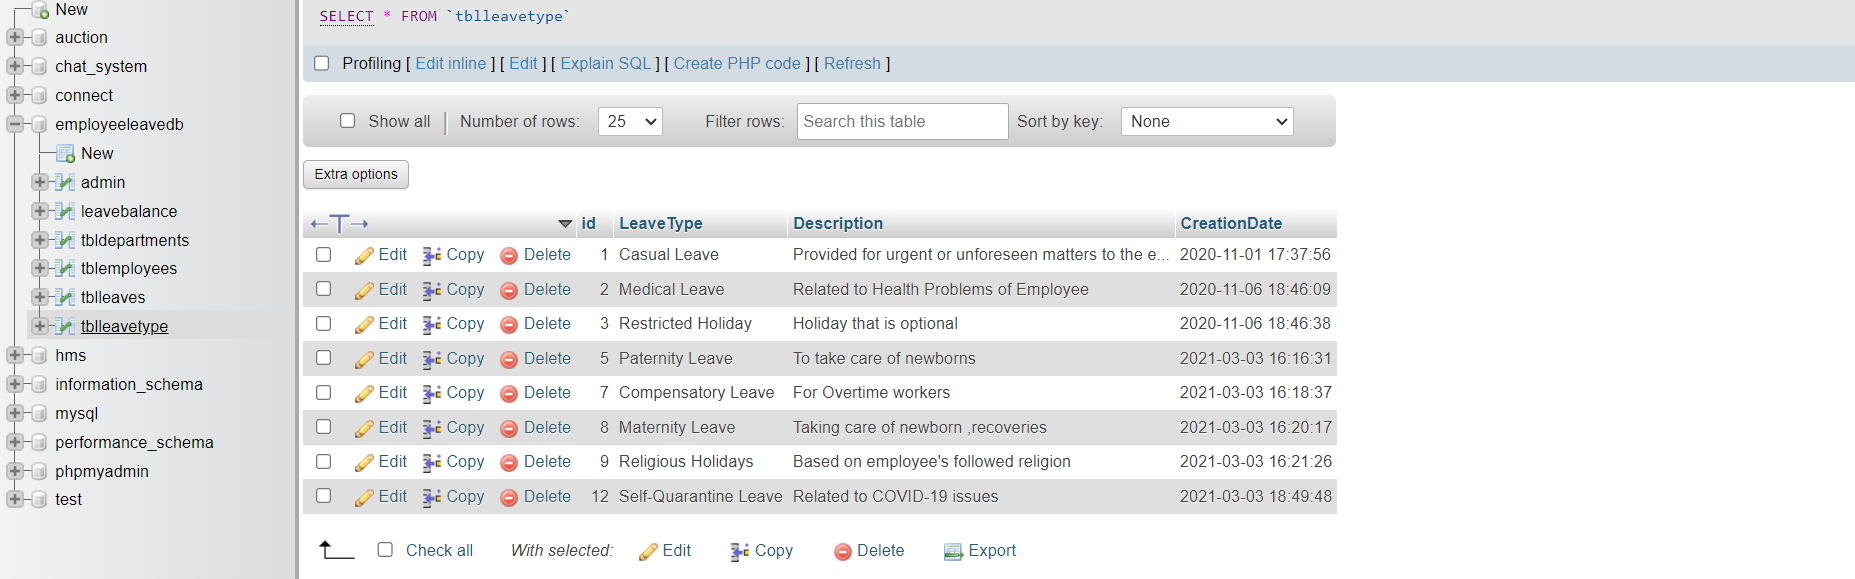 New
auction
chat_system
connect
employeeleavedb
New
admin
leavebalance
tbldepartments
tblemployees
tblleaves
tblleavetype
hms
information_schema
mysql
performance_schema
phpmyadmin
test
SELECT * FROM `tblleavetype`
Profiling [ Edit inline ] [ Edit ] [ Explain SQL ] [ Create PHP code ] [ Refresh ]
Show all Number of rows: 25 Filter rows: Search this table Sort by key: None
Extra options
id LeaveType Description CreationDate
Edit Copy Delete 1 Casual Leave Provided for urgent or unforeseen matters to the e... 2020-11-01 17:37:56
Edit Copy Delete 2 Medical Leave Related to Health Problems of Employee 2020-11-06 18:46:09
Edit Copy Delete 3 Restricted Holiday Holiday that is optional 2020-11-06 18:46:38
Edit Copy Delete 5 Paternity Leave To take care of newborns 2021-03-03 16:16:31
Edit Copy Delete 7 Compensatory Leave For Overtime workers 2021-03-03 16:18:37
Edit Copy Delete 8 Maternity Leave Taking care of newborn ,recoveries 2021-03-03 16:20:17
Edit Copy Delete 9 Religious Holidays Based on employee's followed religion 2021-03-03 16:21:26
Edit Copy Delete 12 Self-Quarantine Leave Related to COVID-19 issues 2021-03-03 18:49:48
Check all With selected: Edit Copy Delete Export